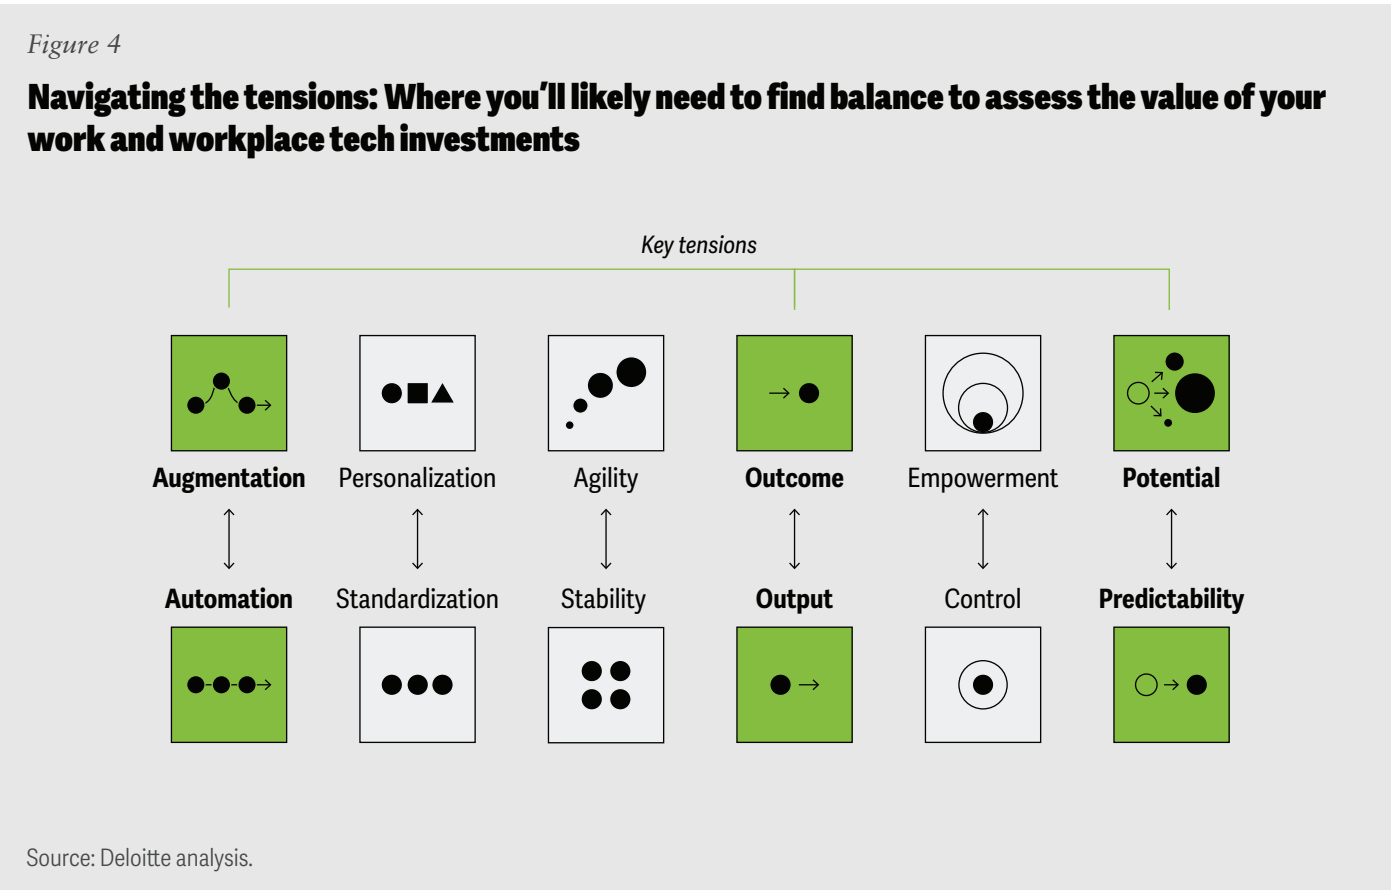 Figure 4
Navigating the tensions: Where you’ll likely need to find balance to assess the value of your
work and workplace tech investments
Key tensions
Augmentation Personalization Agility Outcome Empowerment Potential
Automation Standardization Stability Output Control Predictability
Source: Deloitte analysis.